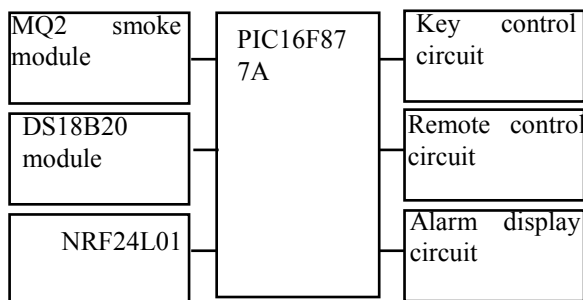 MQ2 smoke
module
DS18B20
module
NRF24L01
PIC16F87
7A
Key control
circuit
Remote control
circuit
Alarm display
circuit